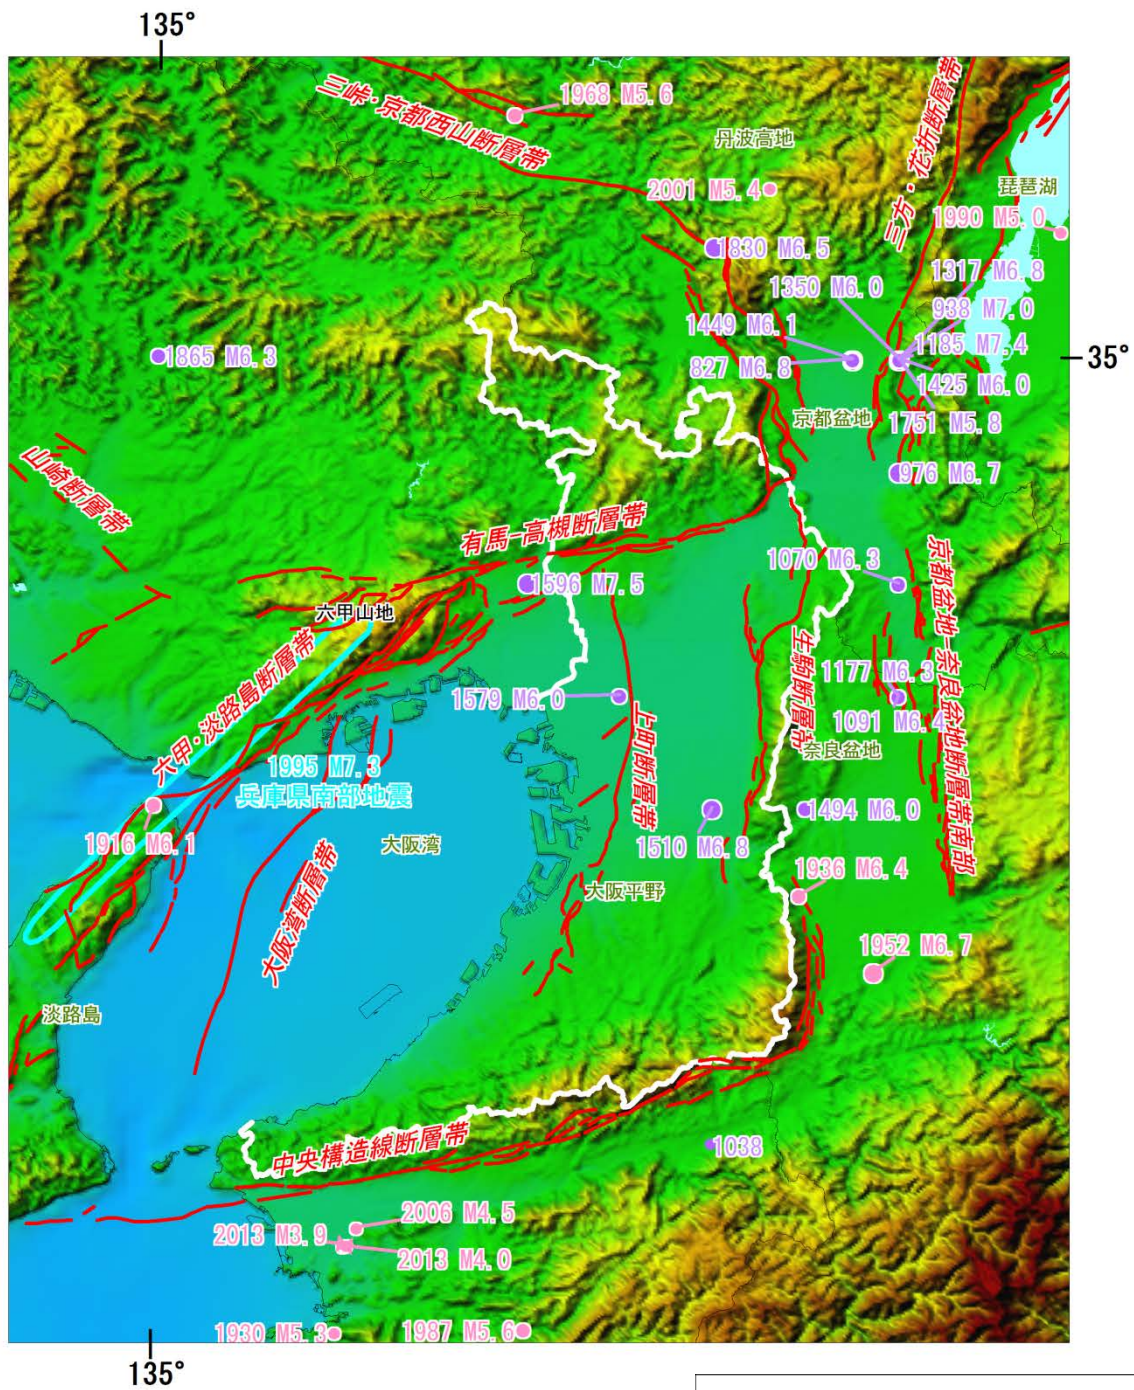 135°
1968 M5.6
三峠・京都西山断層帯
丹波高地
三方・花折断層帯
2001 M5.4
琵琶湖
1990 M5.0
1830 M6.5
1317 M6.8
1350 M6.0
938 M7.0
1449 M6.1
1185 M7.4
1865 M6.3
35°
827 M6.8
1425 M6.0
京都盆地
1751 M5.8
山崎断層帯
976 M6.7
有馬-高槻断層帯
1070 M6.3
京都盆地-奈良盆地断層帯南部
1596 M7.5
六甲山地
六甲・淡路島断層帯
生駒断層帯
1177 M6.3
1579 M6.0
1091 M6.4
上町断層帯
奈良盆地
1995 M7.3
兵庫県南部地震
1494 M6.0
1916 M6.1
大阪湾
1510 M6.8
1936 M6.4
大阪湾断層帯
大阪平野
1952 M6.7
淡路島
中央構造線断層帯
1038
2006 M4.5
2013 M3.9
2013 M4.0
1930 M5.3
1987 M5.6
135°